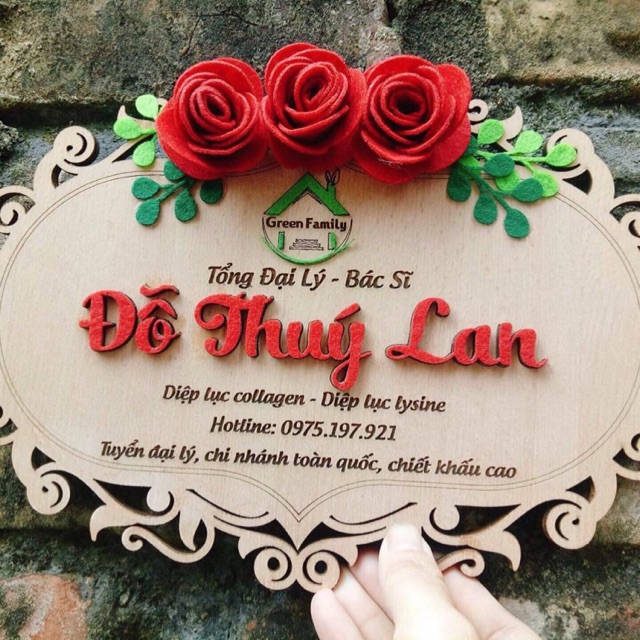 Green Family
Tổng Đại Lý - Bác Sĩ
Đỗ Thuý Lan
Diệp lục collagen - Diệp lục lysine
Hotline: 0975.197.921
Tuyển đại lý, chi nhánh toàn quốc, chiết khấu cao